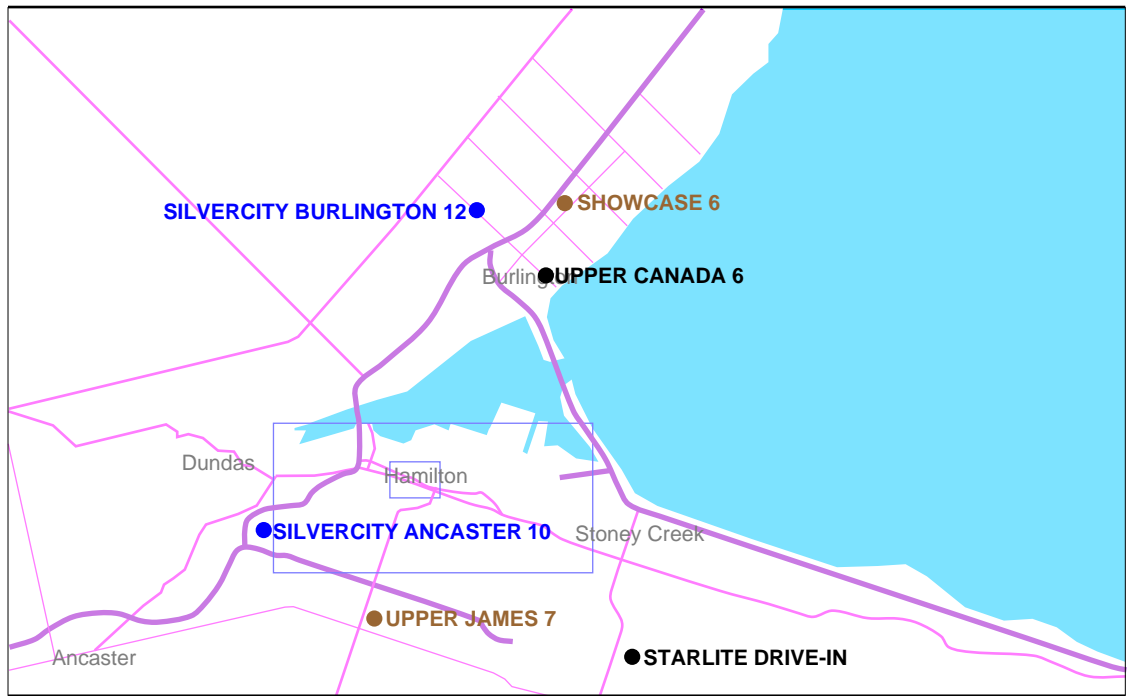 SHOWCASE 6
SILVERCITY BURLINGTON 12
Burlington
UPPER CANADA 6
Dundas
Hamilton
SILVERCITY ANCASTER 10
Stoney Creek
UPPER JAMES 7
Ancaster
STARLITE DRIVE-IN